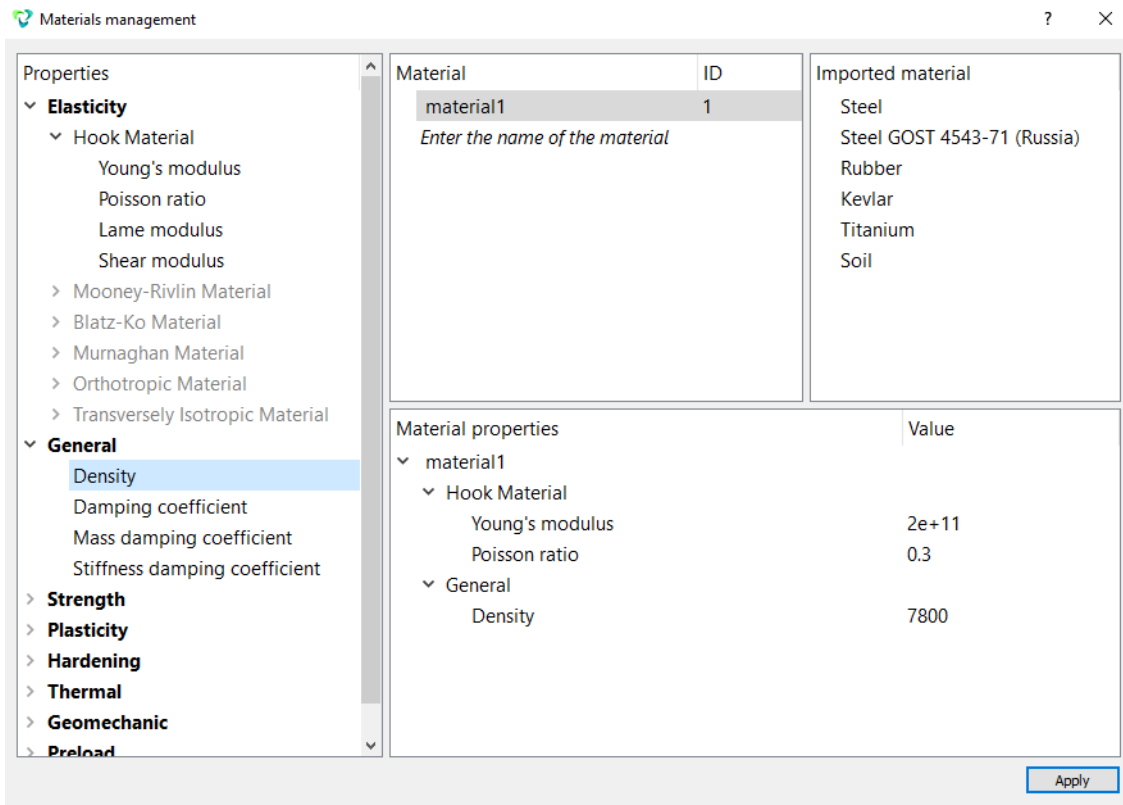 Materials management
?
Properties
Elasticity
Hook Material
Young's modulus
Poisson ratio
Lame modulus
Shear modulus
Mooney-Rivlin Material
Blatz-Ko Material
Murnaghan Material
Orthotropic Material
Transversely Isotropic Material
General
Density
Damping coefficient
Mass damping coefficient
Stiffness damping coefficient
Strength
Plasticity
Hardening
Thermal
Geomechanic
Preload
Material ID
material1 1
Enter the name of the material
Imported material
Steel
Steel GOST 4543-71 (Russia)
Rubber
Kevlar
Titanium
Soil
Material properties Value
material1
Hook Material
Young's modulus 2e+11
Poisson ratio 0.3
General
Density 7800
Apply